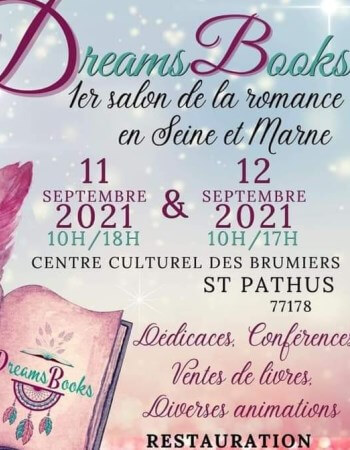 DreamsBooks
1er salon de la romance
en Seine et Marne
11
SEPTEMBRE
2021
10H/18H
&
12
SEPTEMBRE
2021
10H/17H
CENTRE CULTUREL DES BRUMIERS
ST PATHUS
77178
Dédicaces, Conférences
Ventes de livres,
Diverses animations
DreamsBooks
RESTAURATION